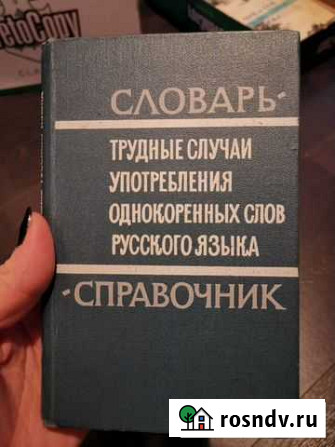 СЛОВАРЬ-
ТРУДНЫЕ СЛУЧАИ
УПОТРЕБЛЕНИЯ
ОДНОКОРЕННЫХ СЛОВ
РУССКОГО ЯЗЫКА
-СПРАВОЧНИК
rosndv.ru